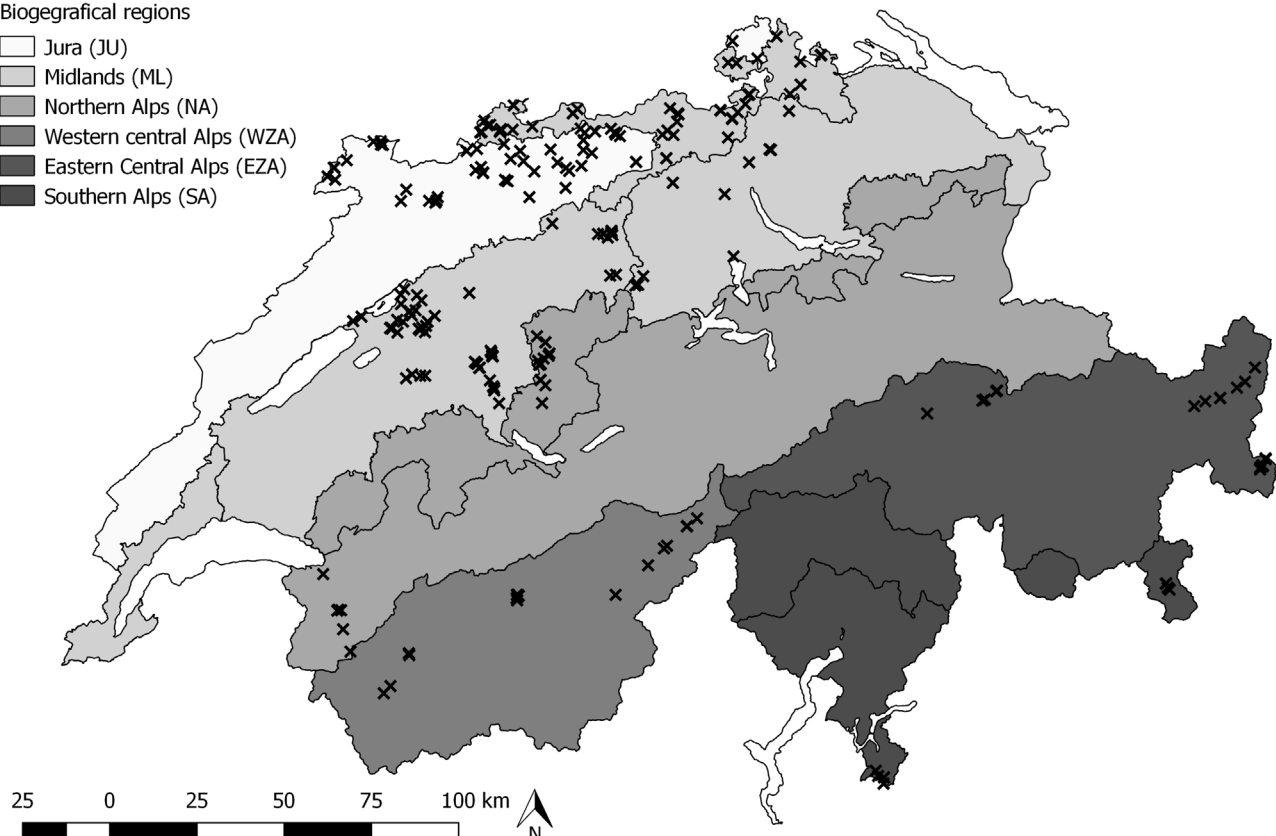 Biogegrafical regions
Jura (JU)
Midlands (ML)
Northern Alps (NA)
Western central Alps (WZA)
Eastern Central Alps (EZA)
Southern Alps (SA)
25 0 25 50 75 100 km
N